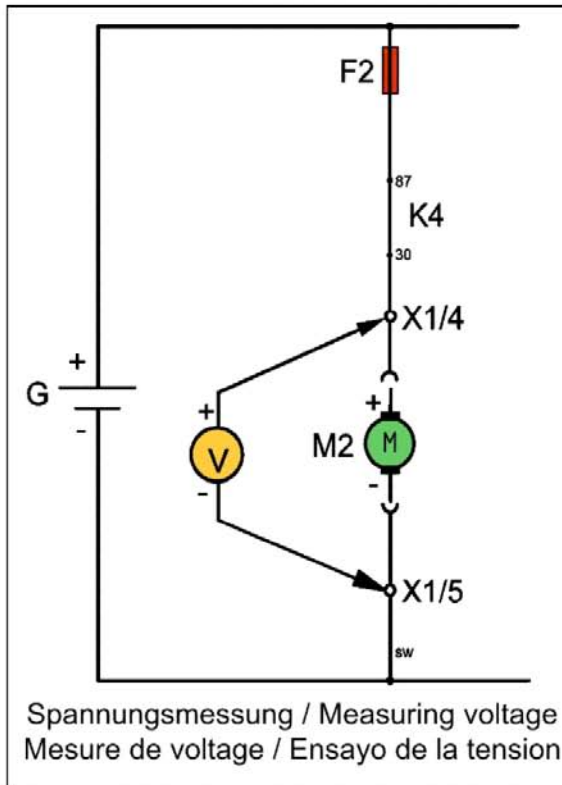 F2
87
K4
30
X1/4
+
G
-
+
V
-
+
M2
M
-
X1/5
sw
Spannungsmessung / Measuring voltage
Mesure de voltage / Ensayo de la tension